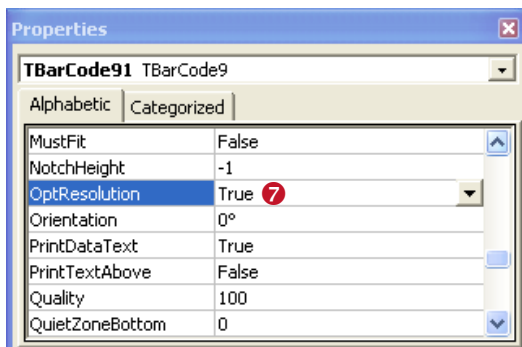 Properties
TBarCode91 TBarCode9
Alphabetic Categorized
MustFit False
NotchHeight -1
OptResolution True 7
Orientation 0°
PrintDataText True
PrintTextAbove False
Quality 100
QuietZoneBottom 0